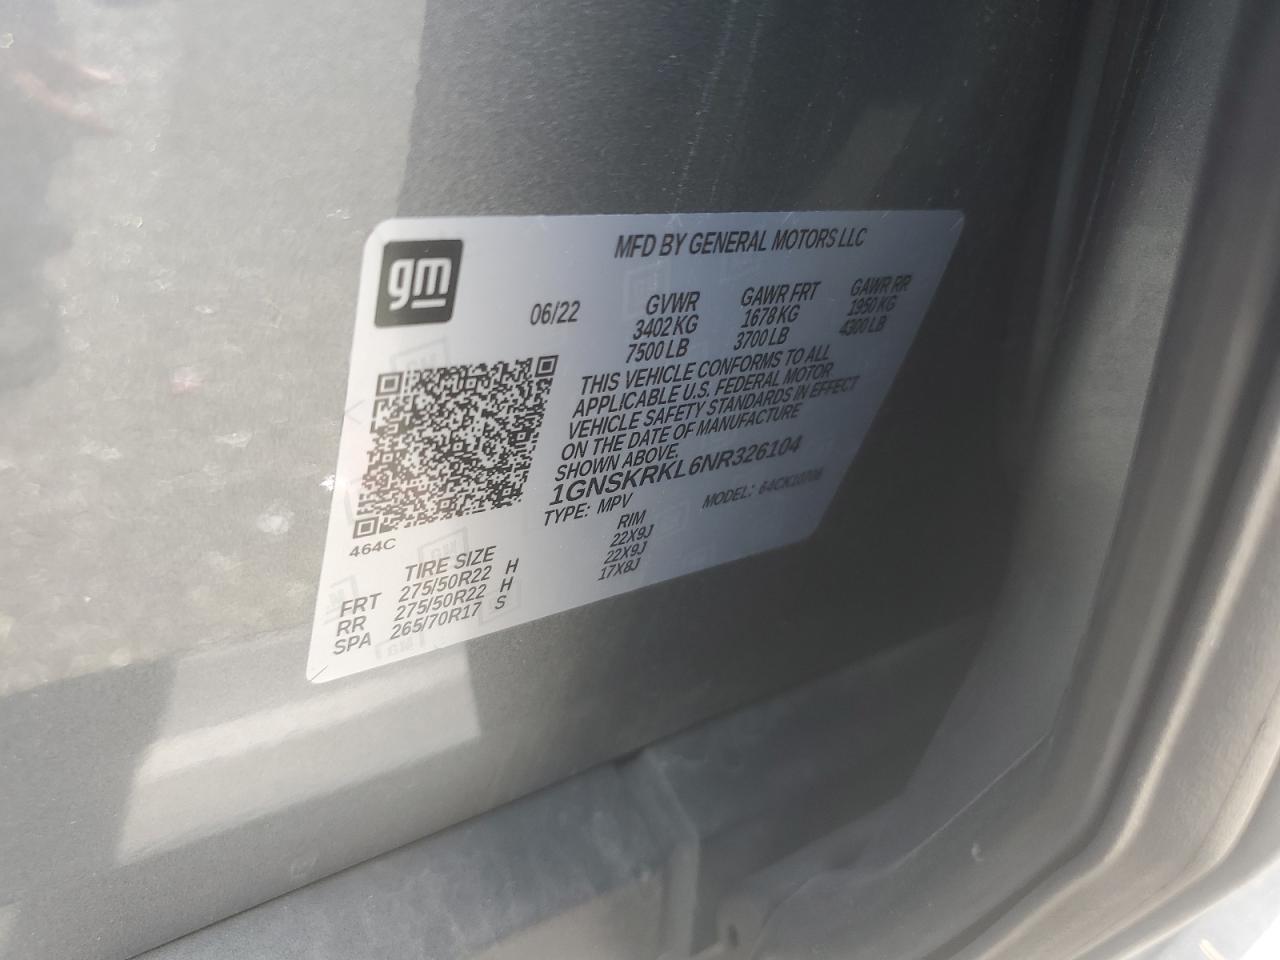 gm
MFD BY GENERAL MOTORS LLC
06/22
GVWR GAWR FRT GAWR RR
3402 KG 1678 KG 1950 KG
7500 LB 3700 LB 4300 LB
THIS VEHICLE CONFORMS TO ALL
APPLICABLE U.S. FEDERAL MOTOR
VEHICLE SAFETY STANDARDS IN EFFECT
ON THE DATE OF MANUFACTURE
SHOWN ABOVE.
1GNSKRKL6NR326104
TYPE: MPV MODEL:
464C
TIRE SIZE RIM
FRT 275/50R22 H 22X9J
RR 275/50R22 H 22X9J
SPA 265/70R17 S 17X8J